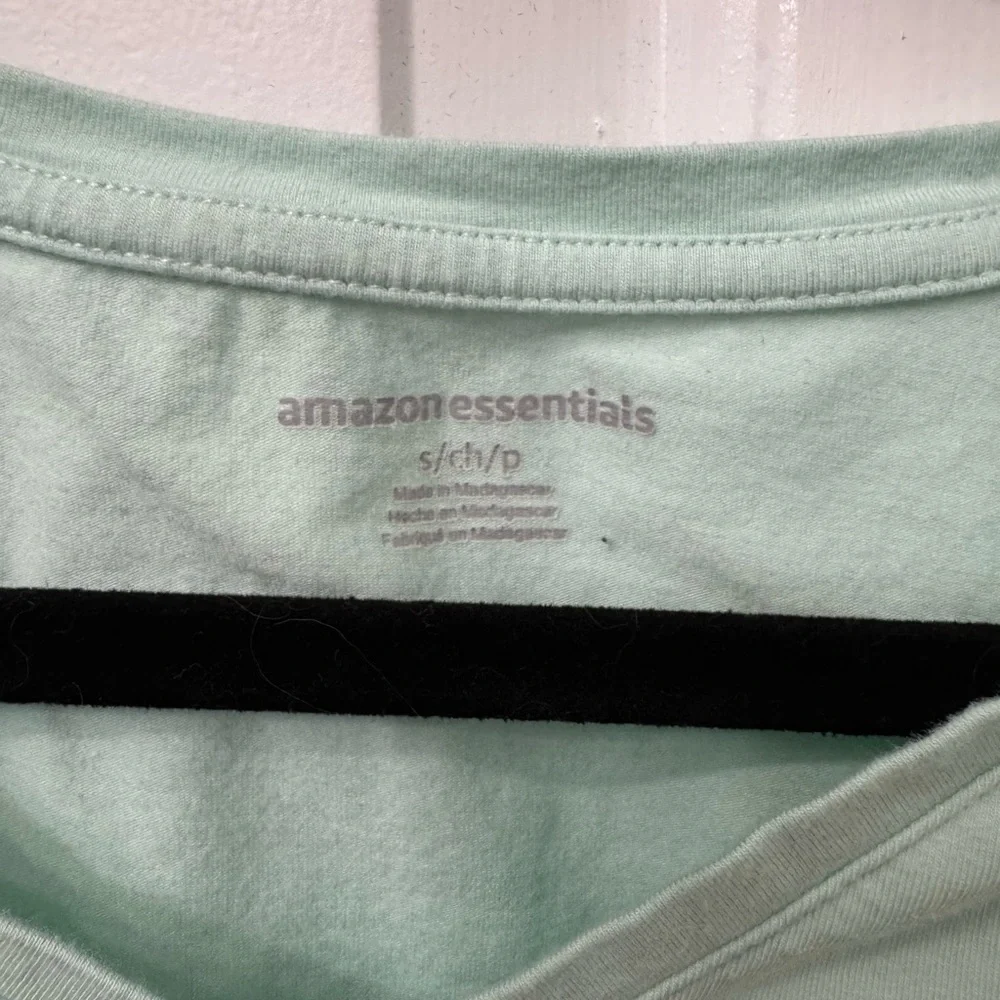 amazon essentials
s/ch/p
Made in Madagascar
Hecho en Madagascar
Fabriqué en Madagascar